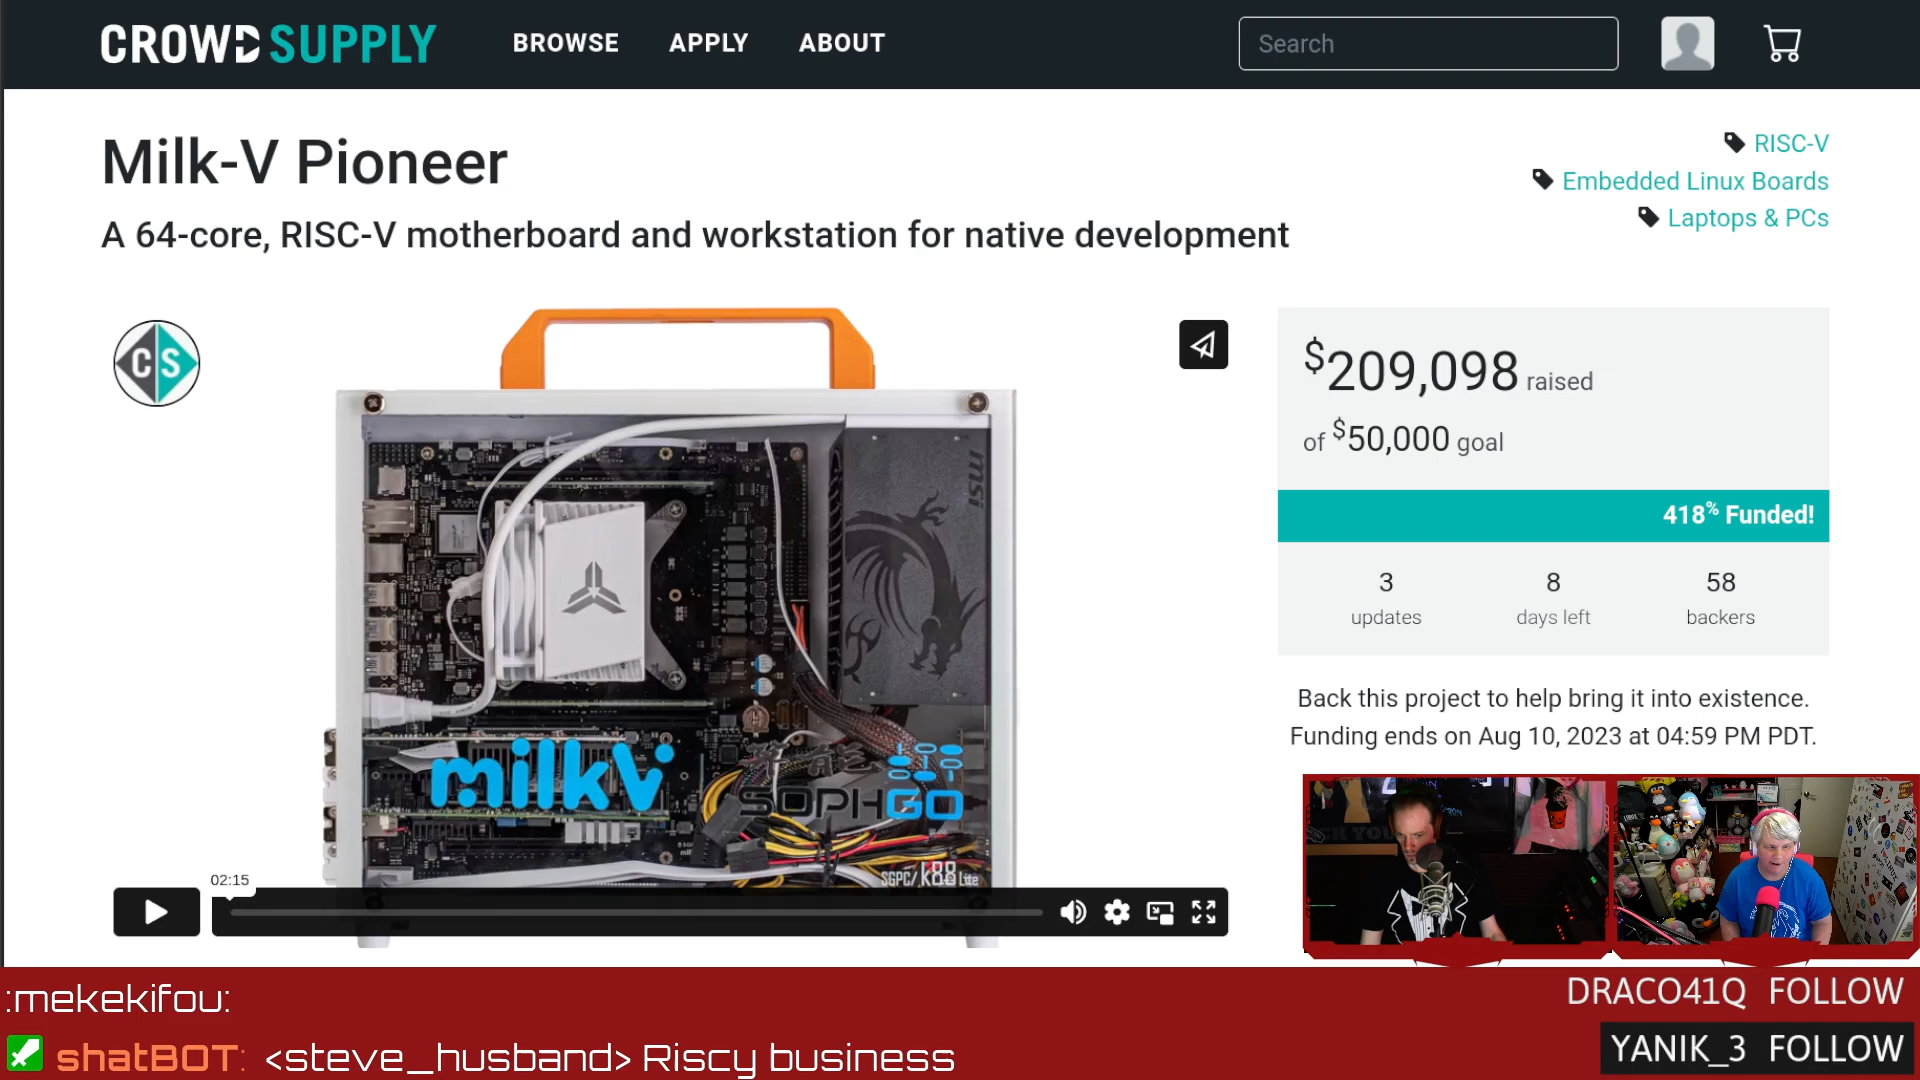 CROWD SUPPLY
BROWSE
APPLY
ABOUT
Search
Milk-V Pioneer
A 64-core, RISC-V motherboard and workstation for native development
RISC-V
Embedded Linux Boards
Laptops & PCs
CS
msi
milkV
SOPHGO
SGPC/k88 Lite
02:15
$209,098 raised
of $50,000 goal
418% Funded!
3
updates
8
days left
58
backers
Back this project to help bring it into existence.
Funding ends on Aug 10, 2023 at 04:59 PM PDT.
:mekekifou:
shatBOT: <steve_husband> Riscy business
DRACO41Q FOLLOW
YANIK_3 FOLLOW